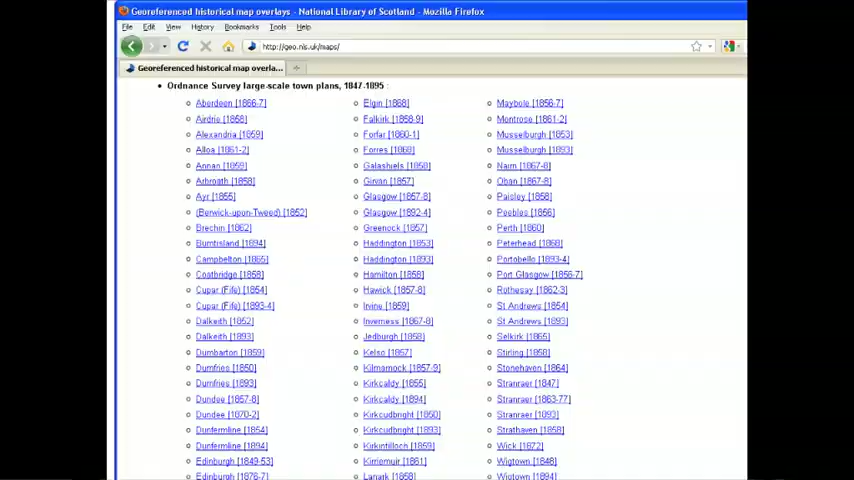 Georeferenced historical map overlays - National Library of Scotland - Mozilla Firefox
File Edit View History Bookmarks Tools Help
http://geo.nls.uk/maps/
Georeferenced historical map overla...
Ordnance Survey large-scale town plans, 1847-1895 :
Aberdeen [1866-7]
Airdrie [1858]
Alexandria [1859]
Alloa [1861-2]
Annan [1859]
Arbroath [1858]
Ayr [1855]
(Berwick-upon-Tweed) [1852]
Brechin [1862]
Burntisland [1894]
Campbelton [1865]
Coatbridge [1858]
Cupar (Fife) [1854]
Cupar (Fife) [1893-4]
Dalkeith [1852]
Dalkeith [1893]
Dumbarton [1859]
Dumfries [1850]
Dumfries [1893]
Dundee [1857-8]
Dundee [1870-2]
Dunfermline [1854]
Dunfermline [1894]
Edinburgh [1849-53]
Edinburgh [1876-7]
Elgin [1868]
Falkirk [1858-9]
Forfar [1860-1]
Forres [1868]
Galashiels [1858]
Girvan [1857]
Glasgow [1857-8]
Glasgow [1892-4]
Greenock [1857]
Haddington [1853]
Haddington [1893]
Hamilton [1858]
Hawick [1857-8]
Irvine [1859]
Inverness [1867-8]
Jedburgh [1858]
Kelso [1857]
Kilmarnock [1857-9]
Kirkcaldy [1855]
Kirkcaldy [1894]
Kirkcudbright [1850]
Kirkcudbright [1893]
Kirkintilloch [1859]
Kirriemuir [1861]
Lanark [1858]
Maybole [1856-7]
Montrose [1861-2]
Musselburgh [1853]
Musselburgh [1893]
Nairn [1867-8]
Oban [1867-8]
Paisley [1858]
Peebles [1856]
Perth [1860]
Peterhead [1868]
Portobello [1893-4]
Port Glasgow [1856-7]
Rothesay [1862-3]
St Andrews [1854]
St Andrews [1893]
Selkirk [1865]
Stirling [1858]
Stonehaven [1864]
Stranraer [1847]
Stranraer [1863-77]
Stranraer [1893]
Strathaven [1858]
Wick [1872]
Wigtown [1848]
Wigtown [1894]